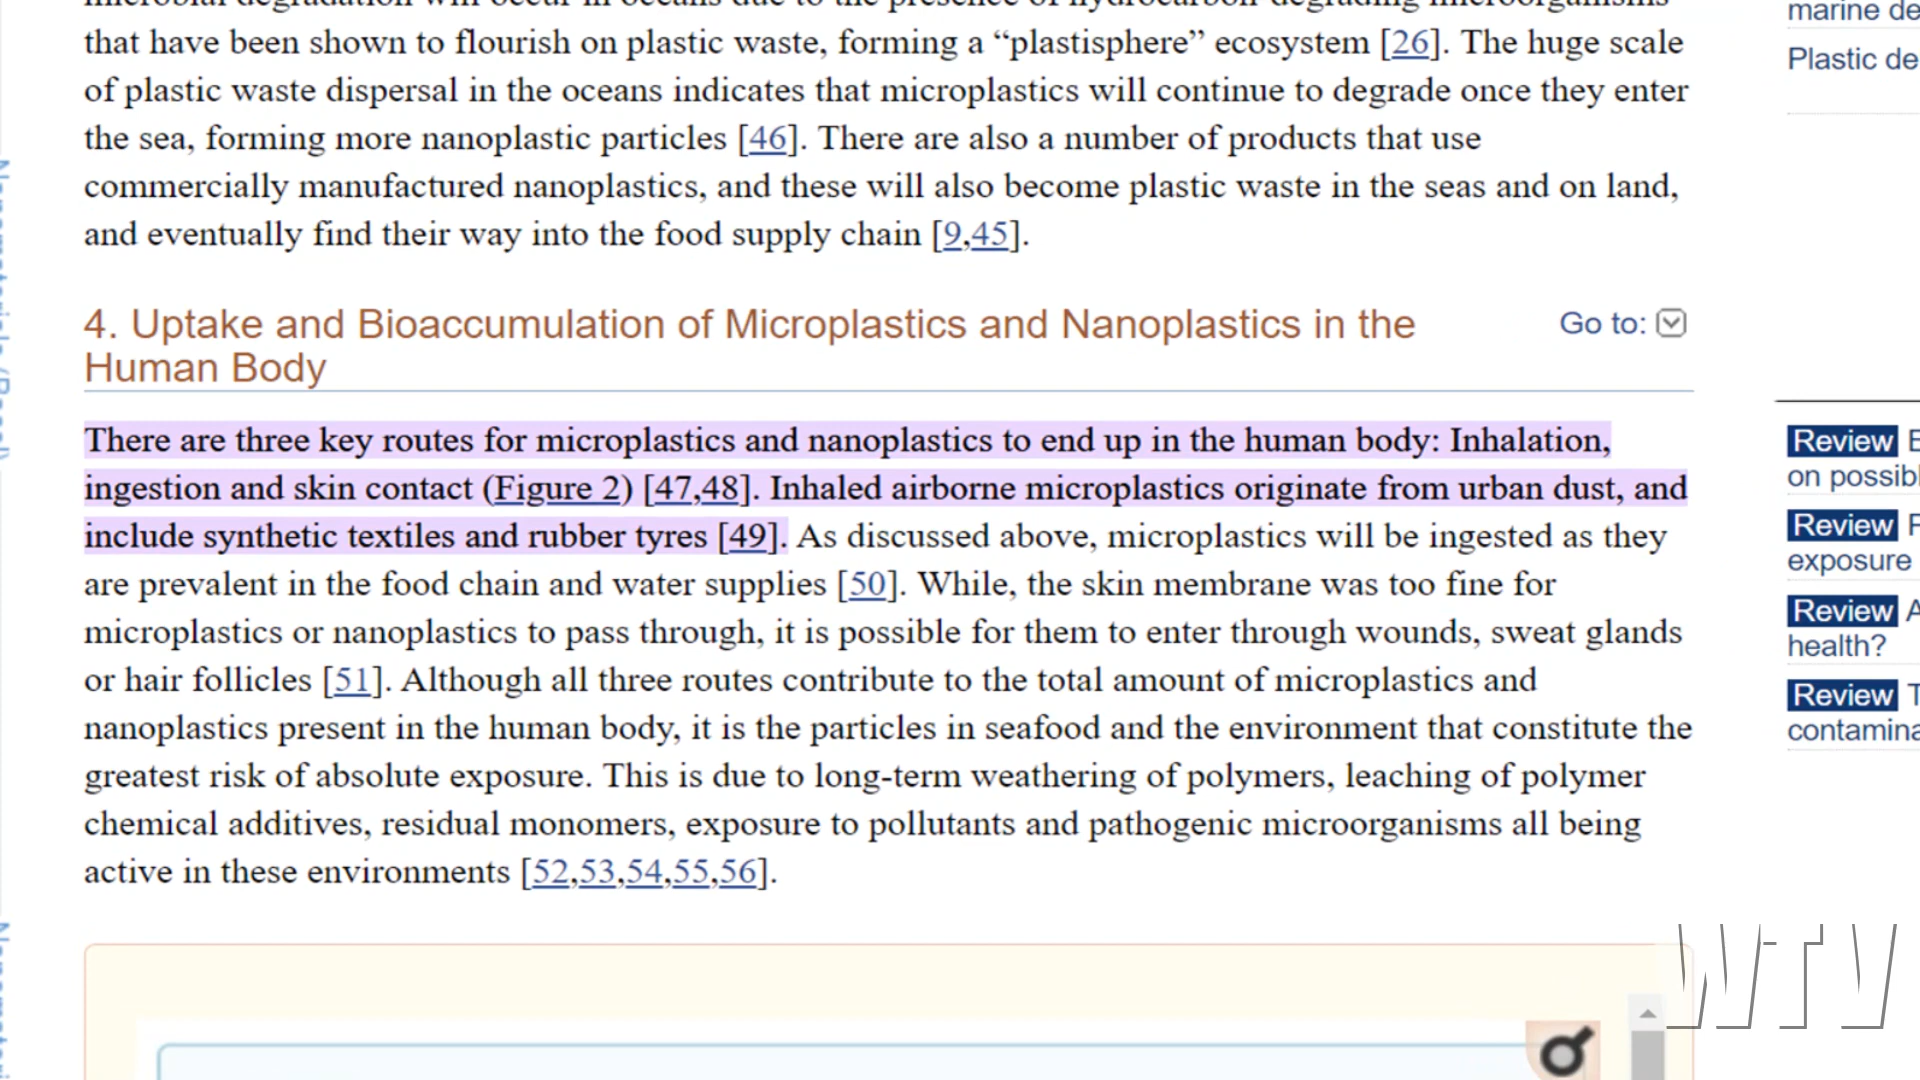 that have been shown to flourish on plastic waste, forming a “plastisphere” ecosystem [26]. The huge scale
of plastic waste dispersal in the oceans indicates that microplastics will continue to degrade once they enter
the sea, forming more nanoplastic particles [46]. There are also a number of products that use
commercially manufactured nanoplastics, and these will also become plastic waste in the seas and on land,
and eventually find their way into the food supply chain [9,45].
4. Uptake and Bioaccumulation of Microplastics and Nanoplastics in the
Human Body
Go to:
There are three key routes for microplastics and nanoplastics to end up in the human body: Inhalation,
ingestion and skin contact (Figure 2) [47,48]. Inhaled airborne microplastics originate from urban dust, and
include synthetic textiles and rubber tyres [49]. As discussed above, microplastics will be ingested as they
are prevalent in the food chain and water supplies [50]. While, the skin membrane was too fine for
microplastics or nanoplastics to pass through, it is possible for them to enter through wounds, sweat glands
or hair follicles [51]. Although all three routes contribute to the total amount of microplastics and
nanoplastics present in the human body, it is the particles in seafood and the environment that constitute the
greatest risk of absolute exposure. This is due to long-term weathering of polymers, leaching of polymer
chemical additives, residual monomers, exposure to pollutants and pathogenic microorganisms all being
active in these environments [52,53,54,55,56].
marine de
Plastic de
Review
on possibl
Review
exposure
Review
health?
Review
contamina
WTV